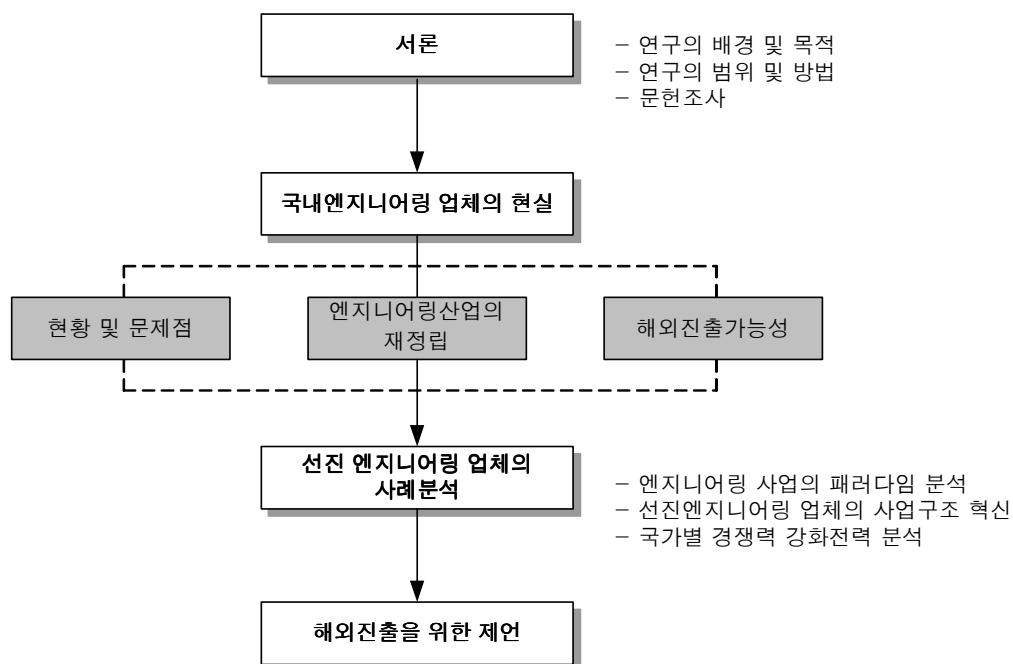 서론
– 연구의 배경 및 목적
– 연구의 범위 및 방법
– 문헌조사
국내엔지니어링 업체의 현실
현황 및 문제점
엔지니어링산업의
재정립
해외진출가능성
선진 엔지니어링 업체의
사례분석
– 엔지니어링 사업의 패러다임 분석
– 선진엔지니어링 업체의 사업구조 혁신
– 국가별 경쟁력 강화전력 분석
해외진출을 위한 제언